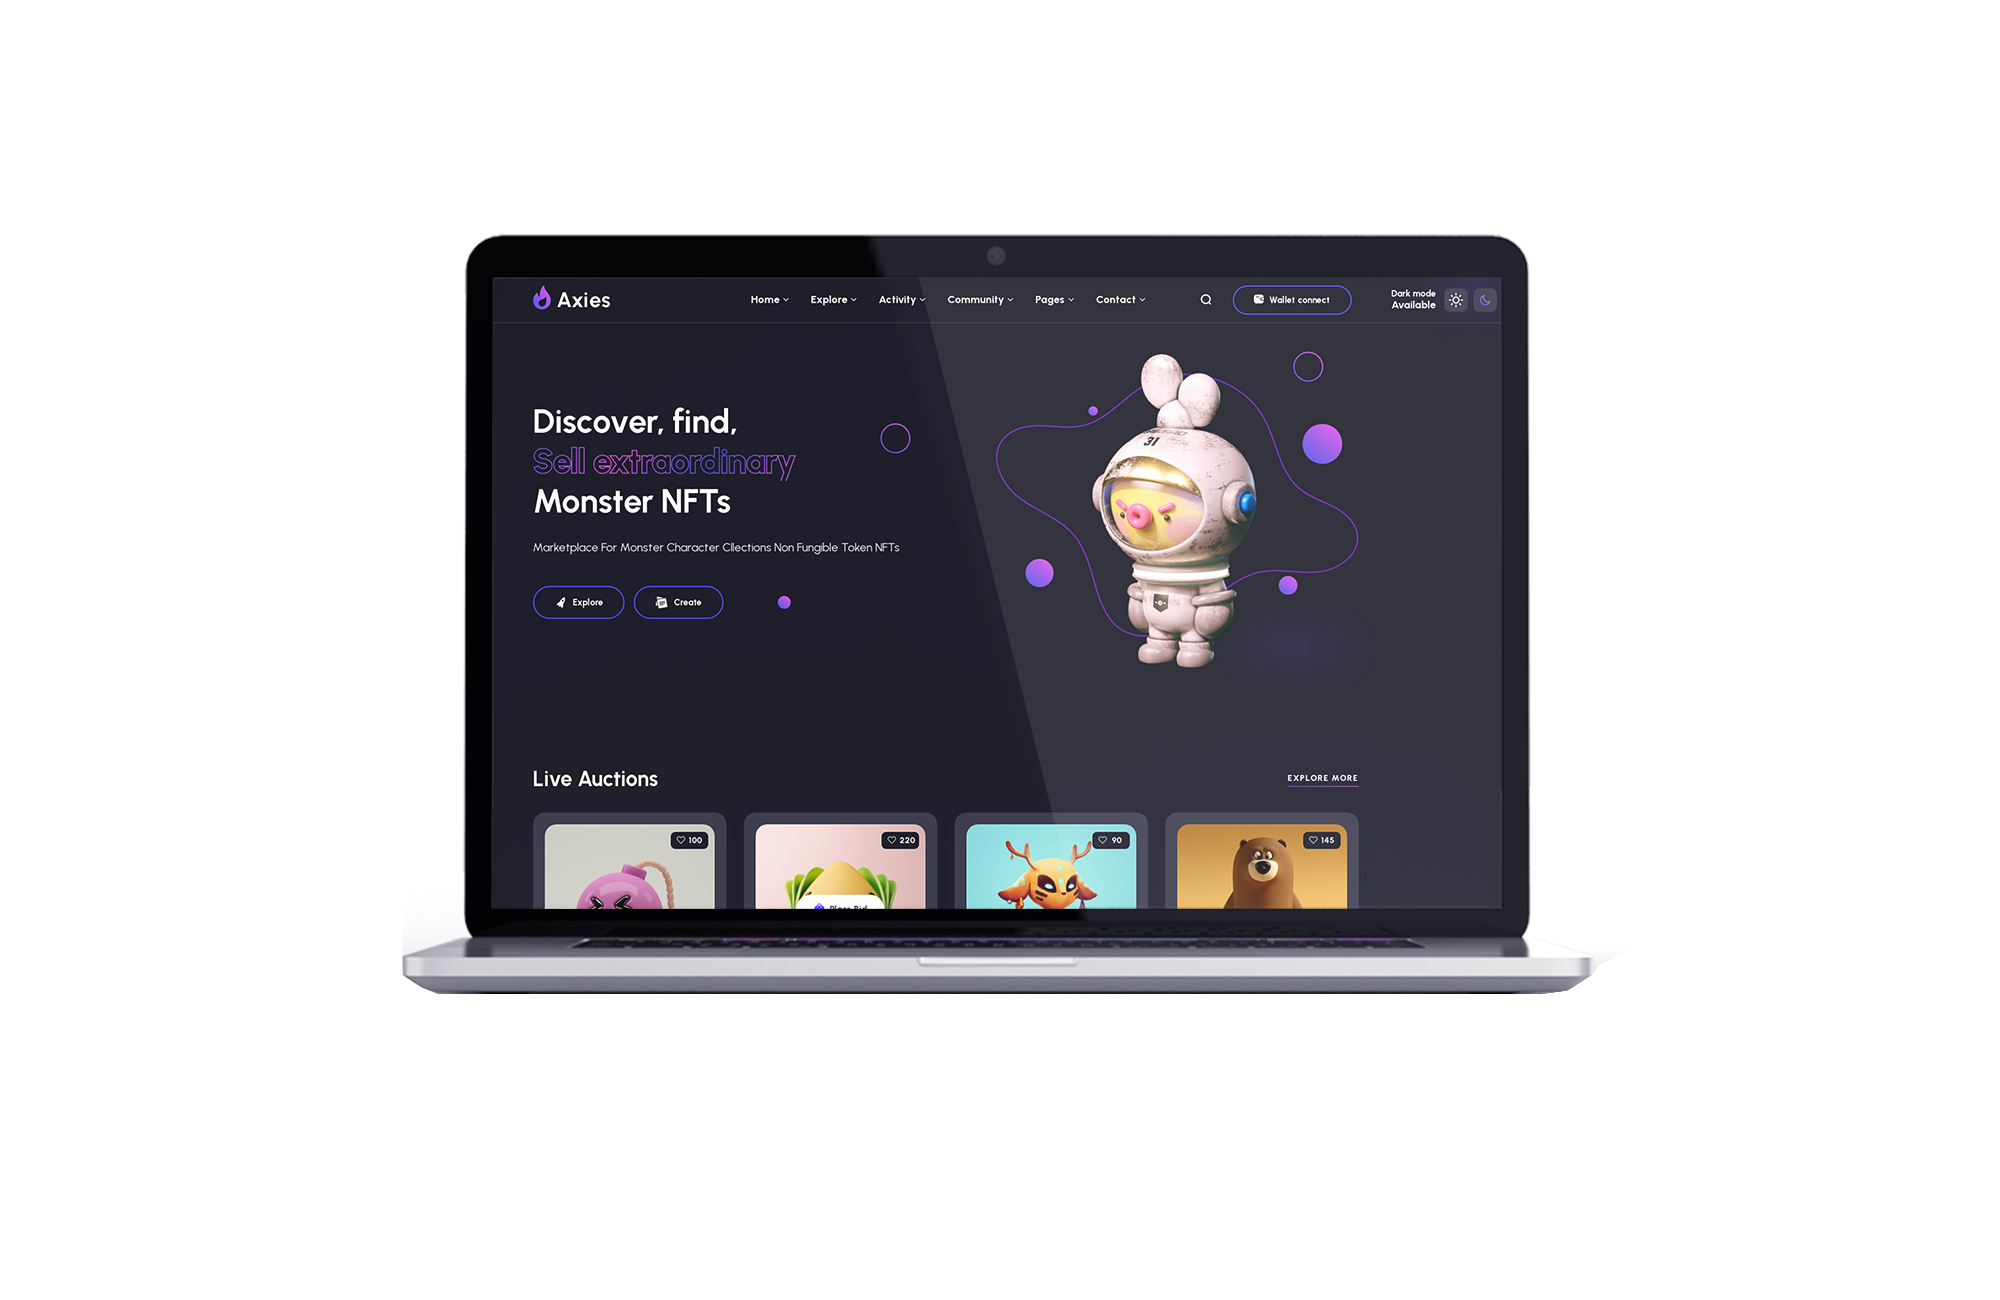 Axies
Home
Explore
Activity
Community
Pages
Contact
Wallet connect
Dark mode
Available
31
Discover, find,
Sell extraordinary
Monster NFTs
Marketplace For Monster Character Cllections Non Fungible Token NFTs
Explore
Create
Live Auctions
EXPLORE MORE
100
220
90
145
Place Bid